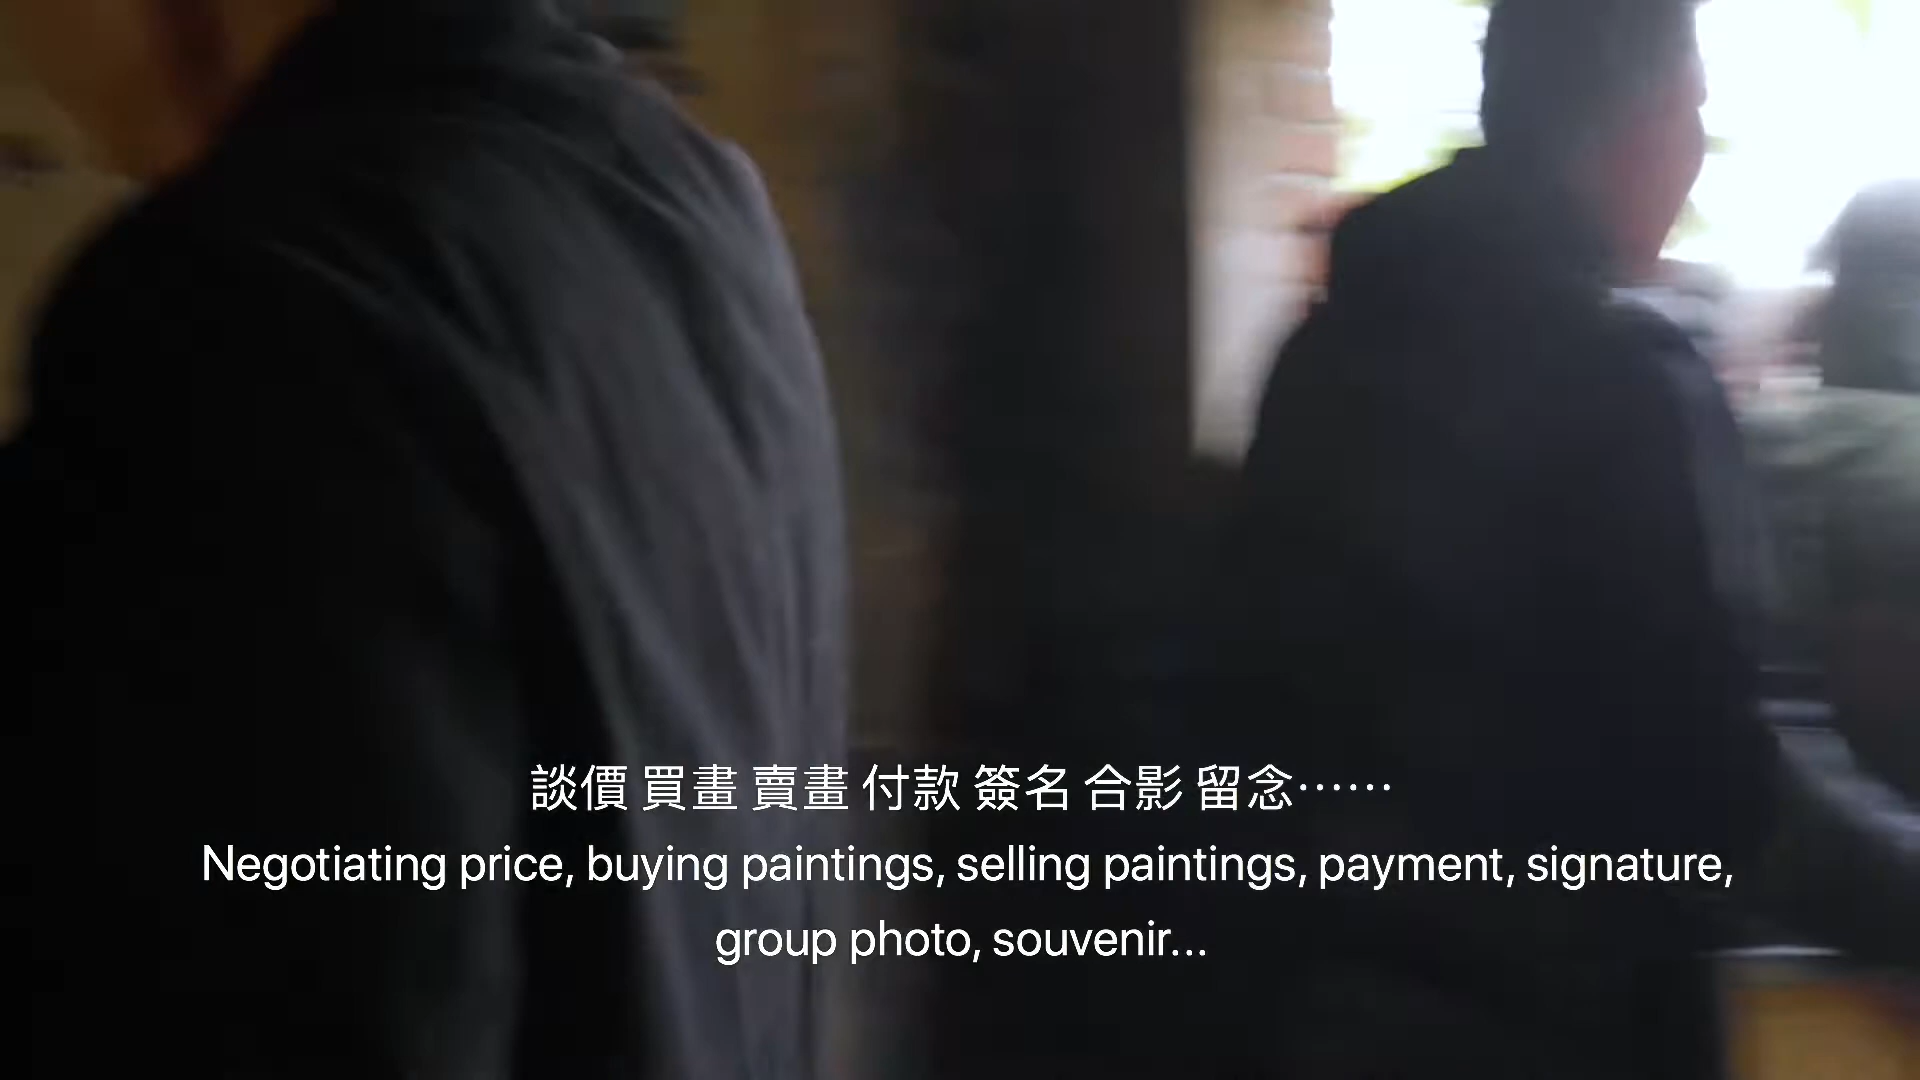 談價 買畫 賣畫 付款 簽名 合影 留念⋯⋯
Negotiating price, buying paintings, selling paintings, payment, signature,
group photo, souvenir...